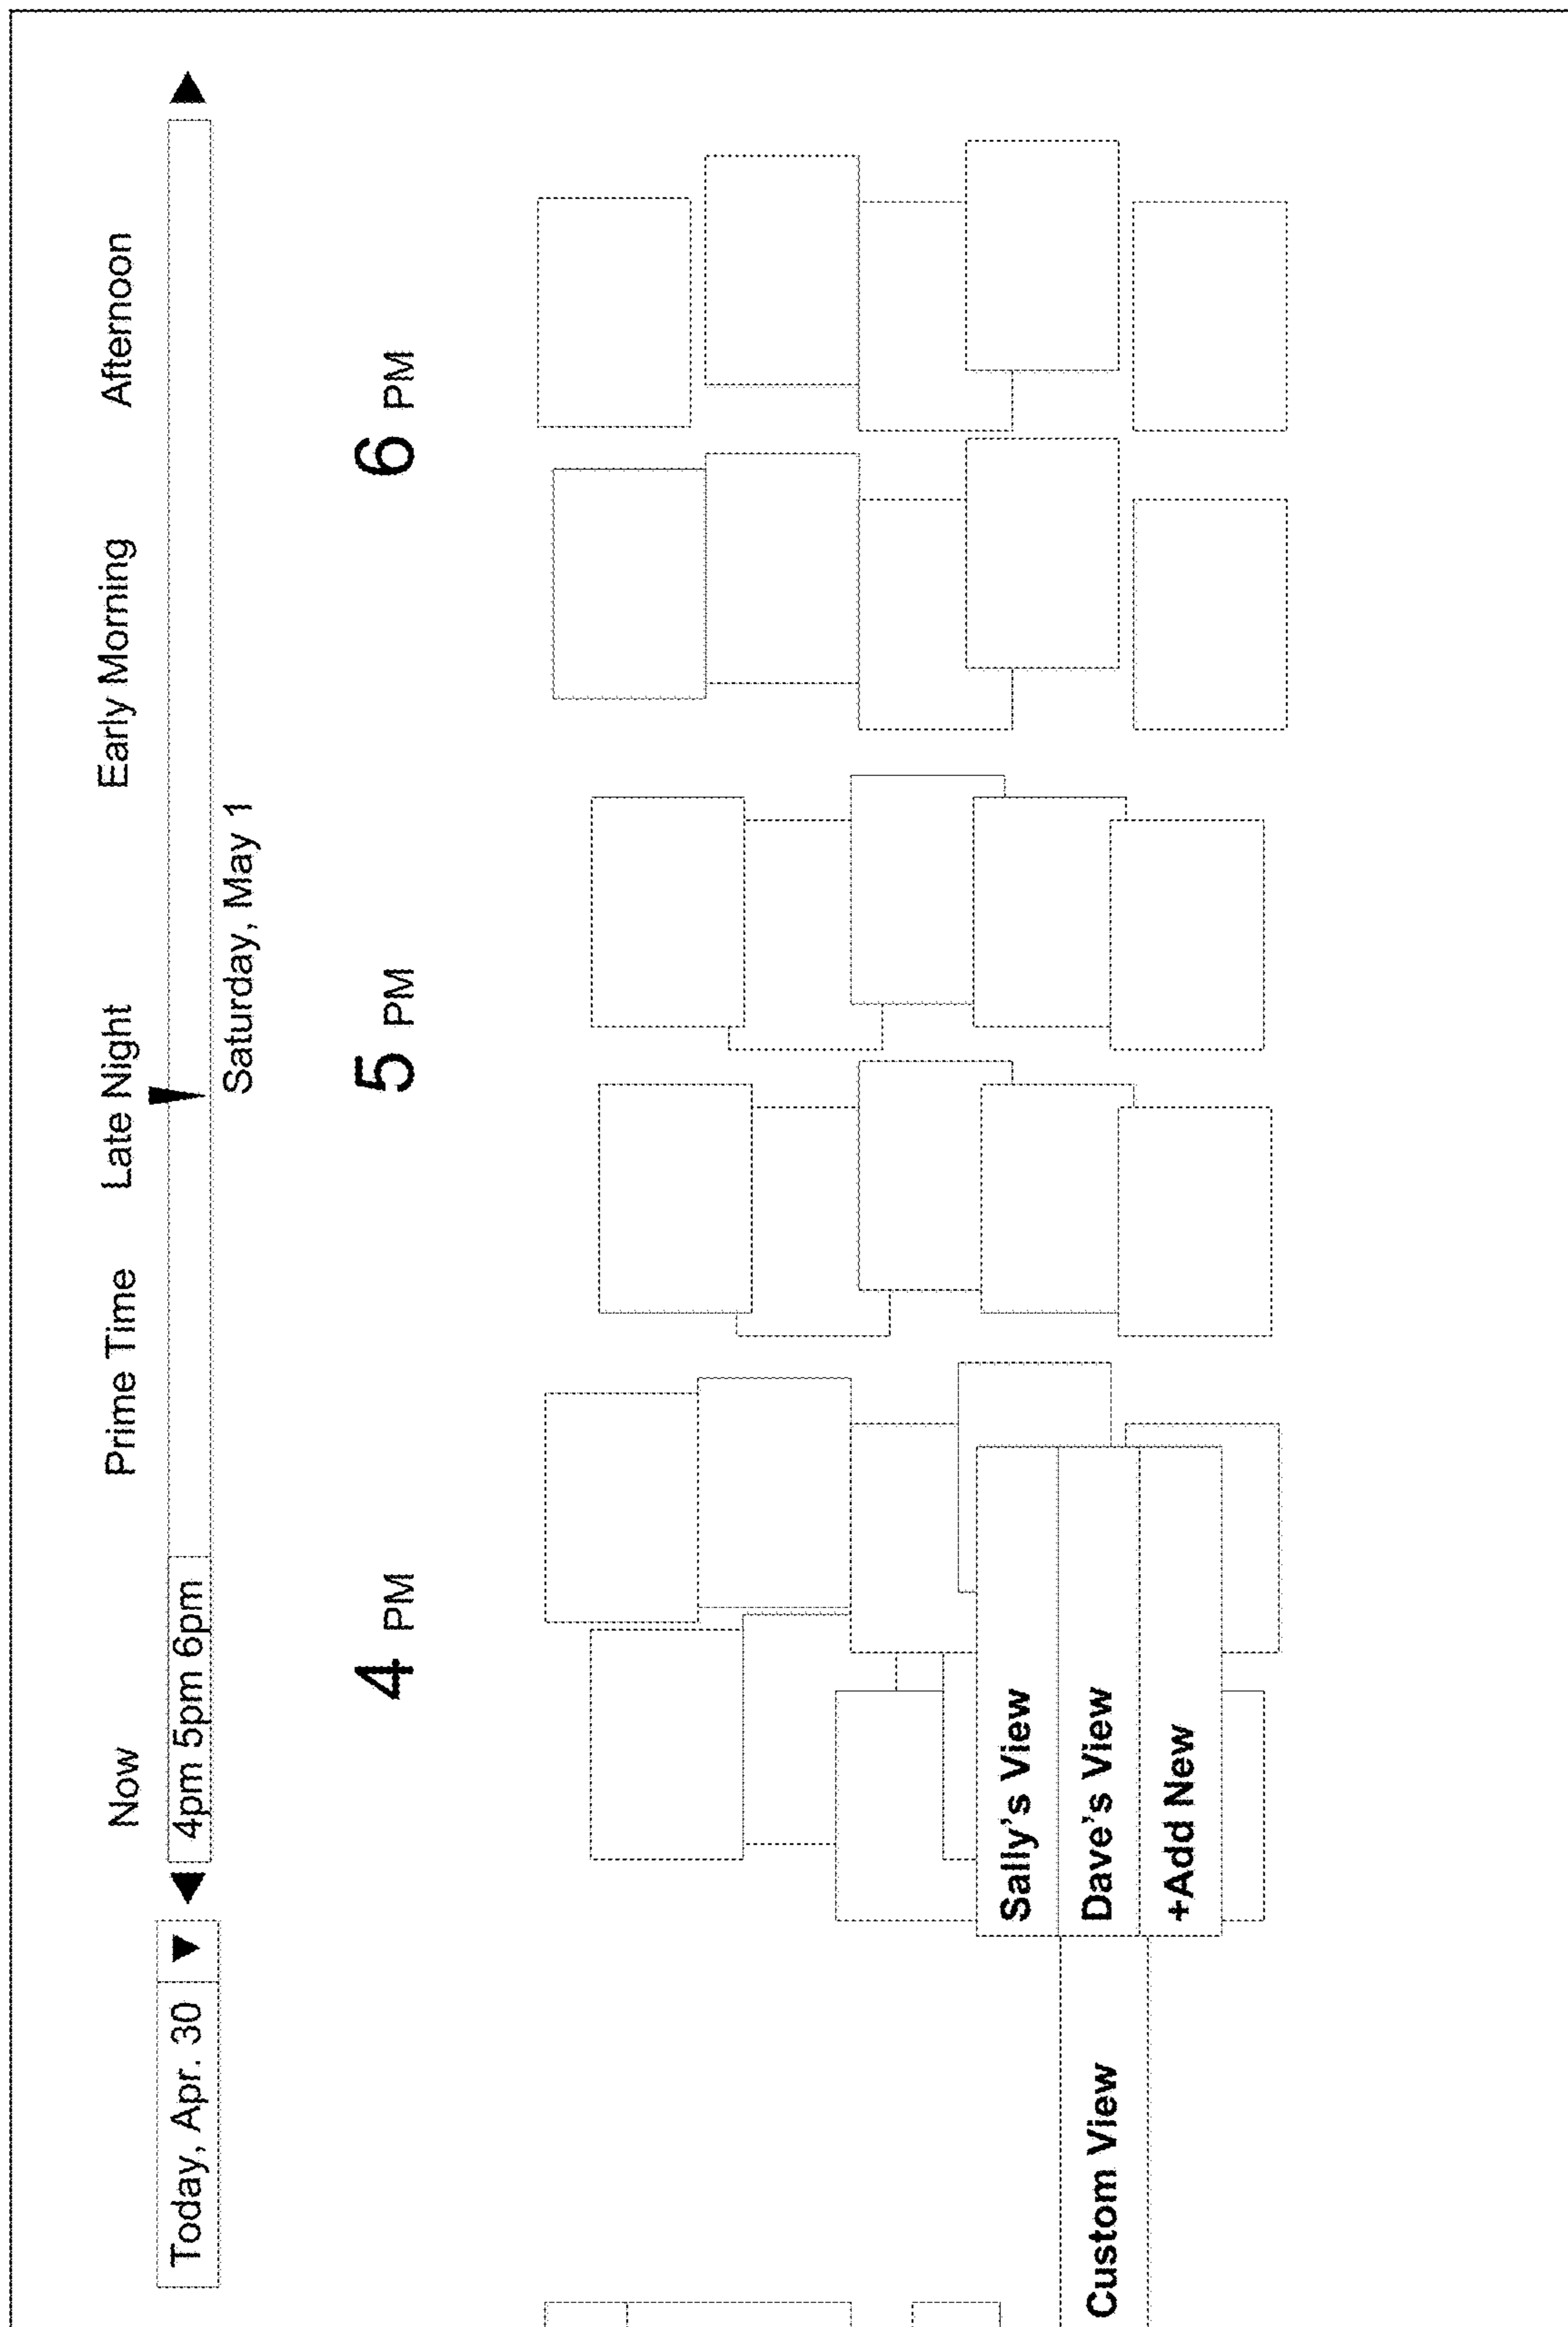 Now Prime Time Late Night Early Morning Afternoon
Today, Apr. 30 4pm 5pm 6pm
Saturday, May 1
4 PM 5 PM 6 PM
Sally's View
Custom View Dave's View
+Add New